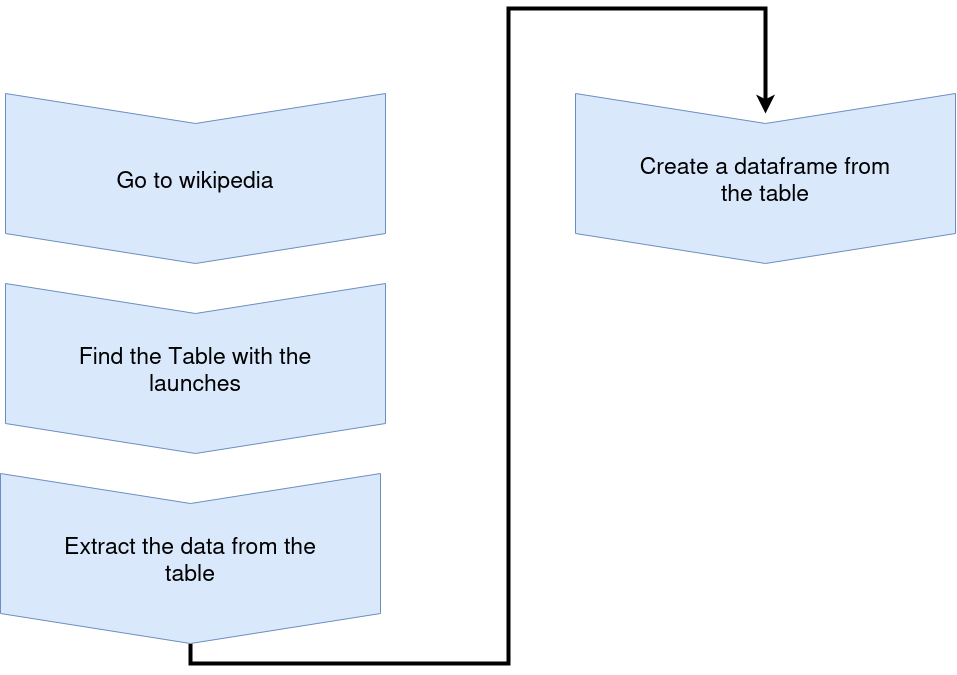 Go to wikipedia
Find the Table with the
launches
Extract the data from the
table
Create a dataframe from
the table